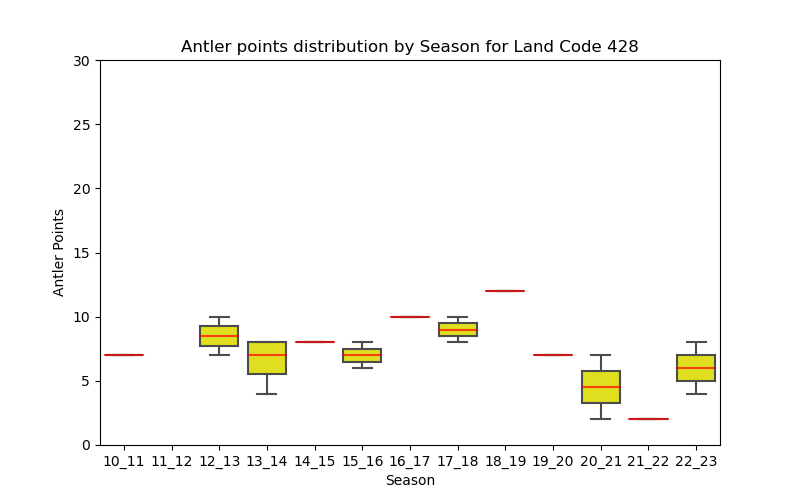 Antler points distribution by Season for Land Code 428
30
25
20
15
10
5
0
Antler Points
10_11 11_12 12_13 13_14 14_15 15_16 16_17 17_18 18_19 19_20 20_21 21_22 22_23
Season